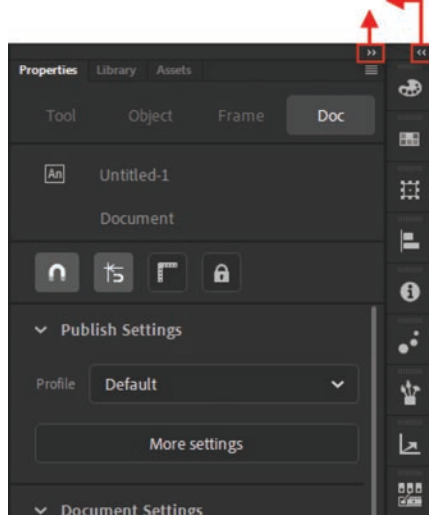 >> <<
Properties Library Assets
Tool Object Frame Doc
An Untitled-1
Document
Publish Settings
Profile Default
More settings
Document Settings